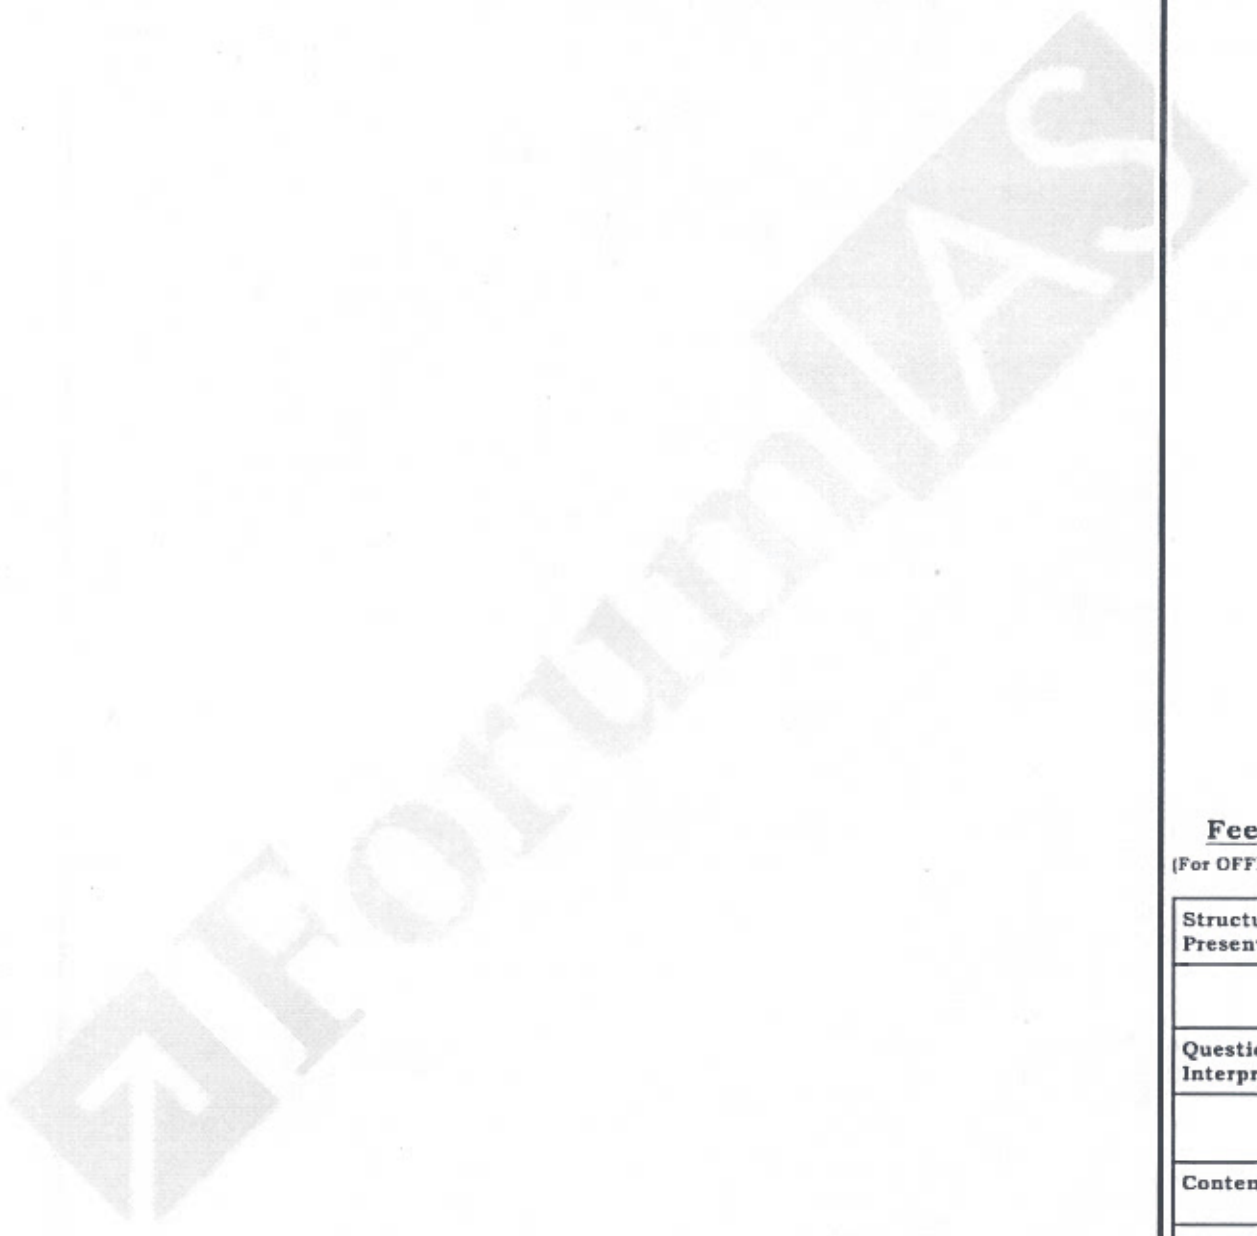 ForumIAS
Fee
(For OFF
Structu
Presen
Questi
Interpr
Conten